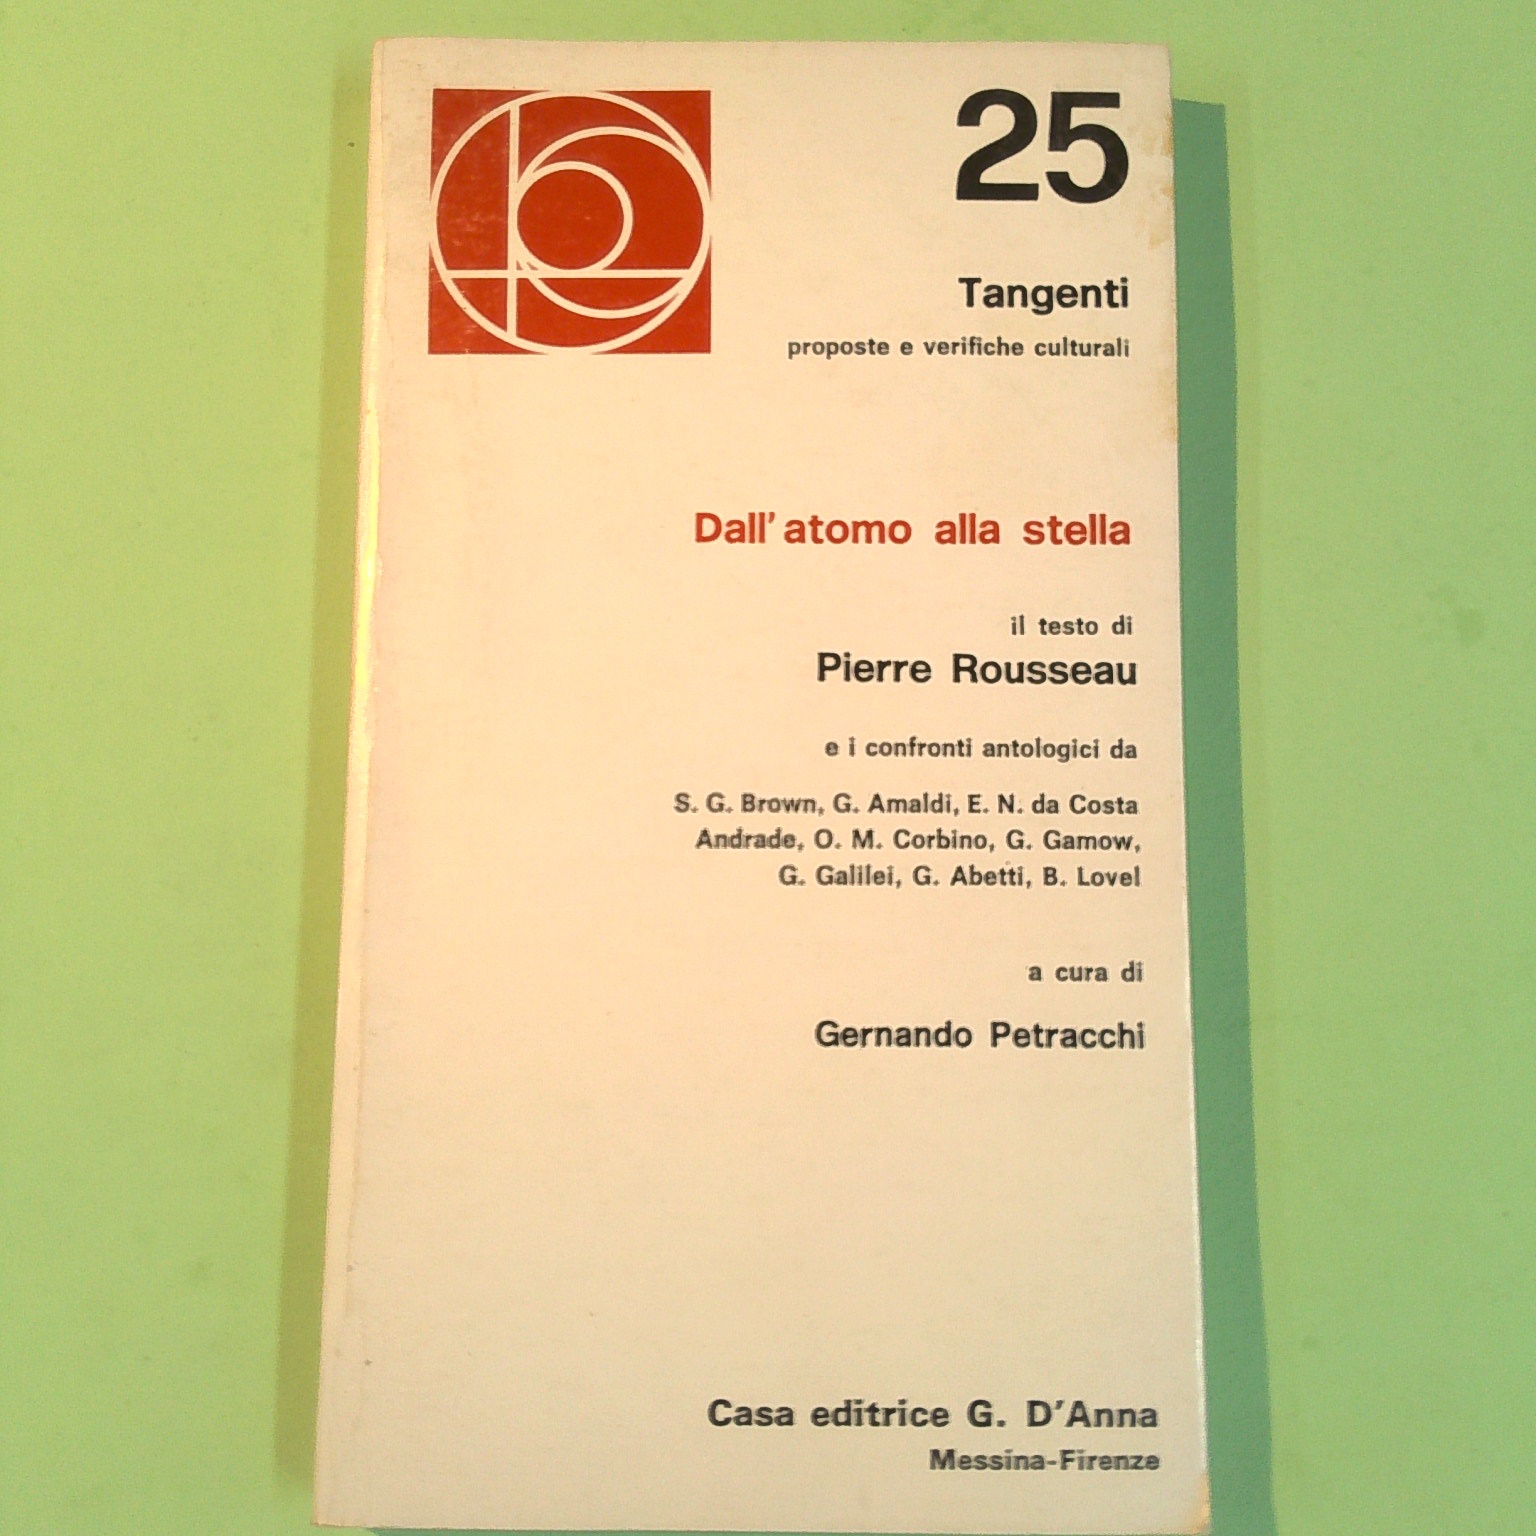 25
Tangenti
proposte e verifiche culturali
Dall'atomo alla stella
il testo di
Pierre Rousseau
e i confronti antologici da
S. G. Brown, G. Amaldi, E. N. da Costa
Andrade, O. M. Corbino, G. Gamow,
G. Galilei, G. Abetti, B. Lovel
a cura di
Gernando Petracchi
Casa editrice G. D'Anna
Messina-Firenze